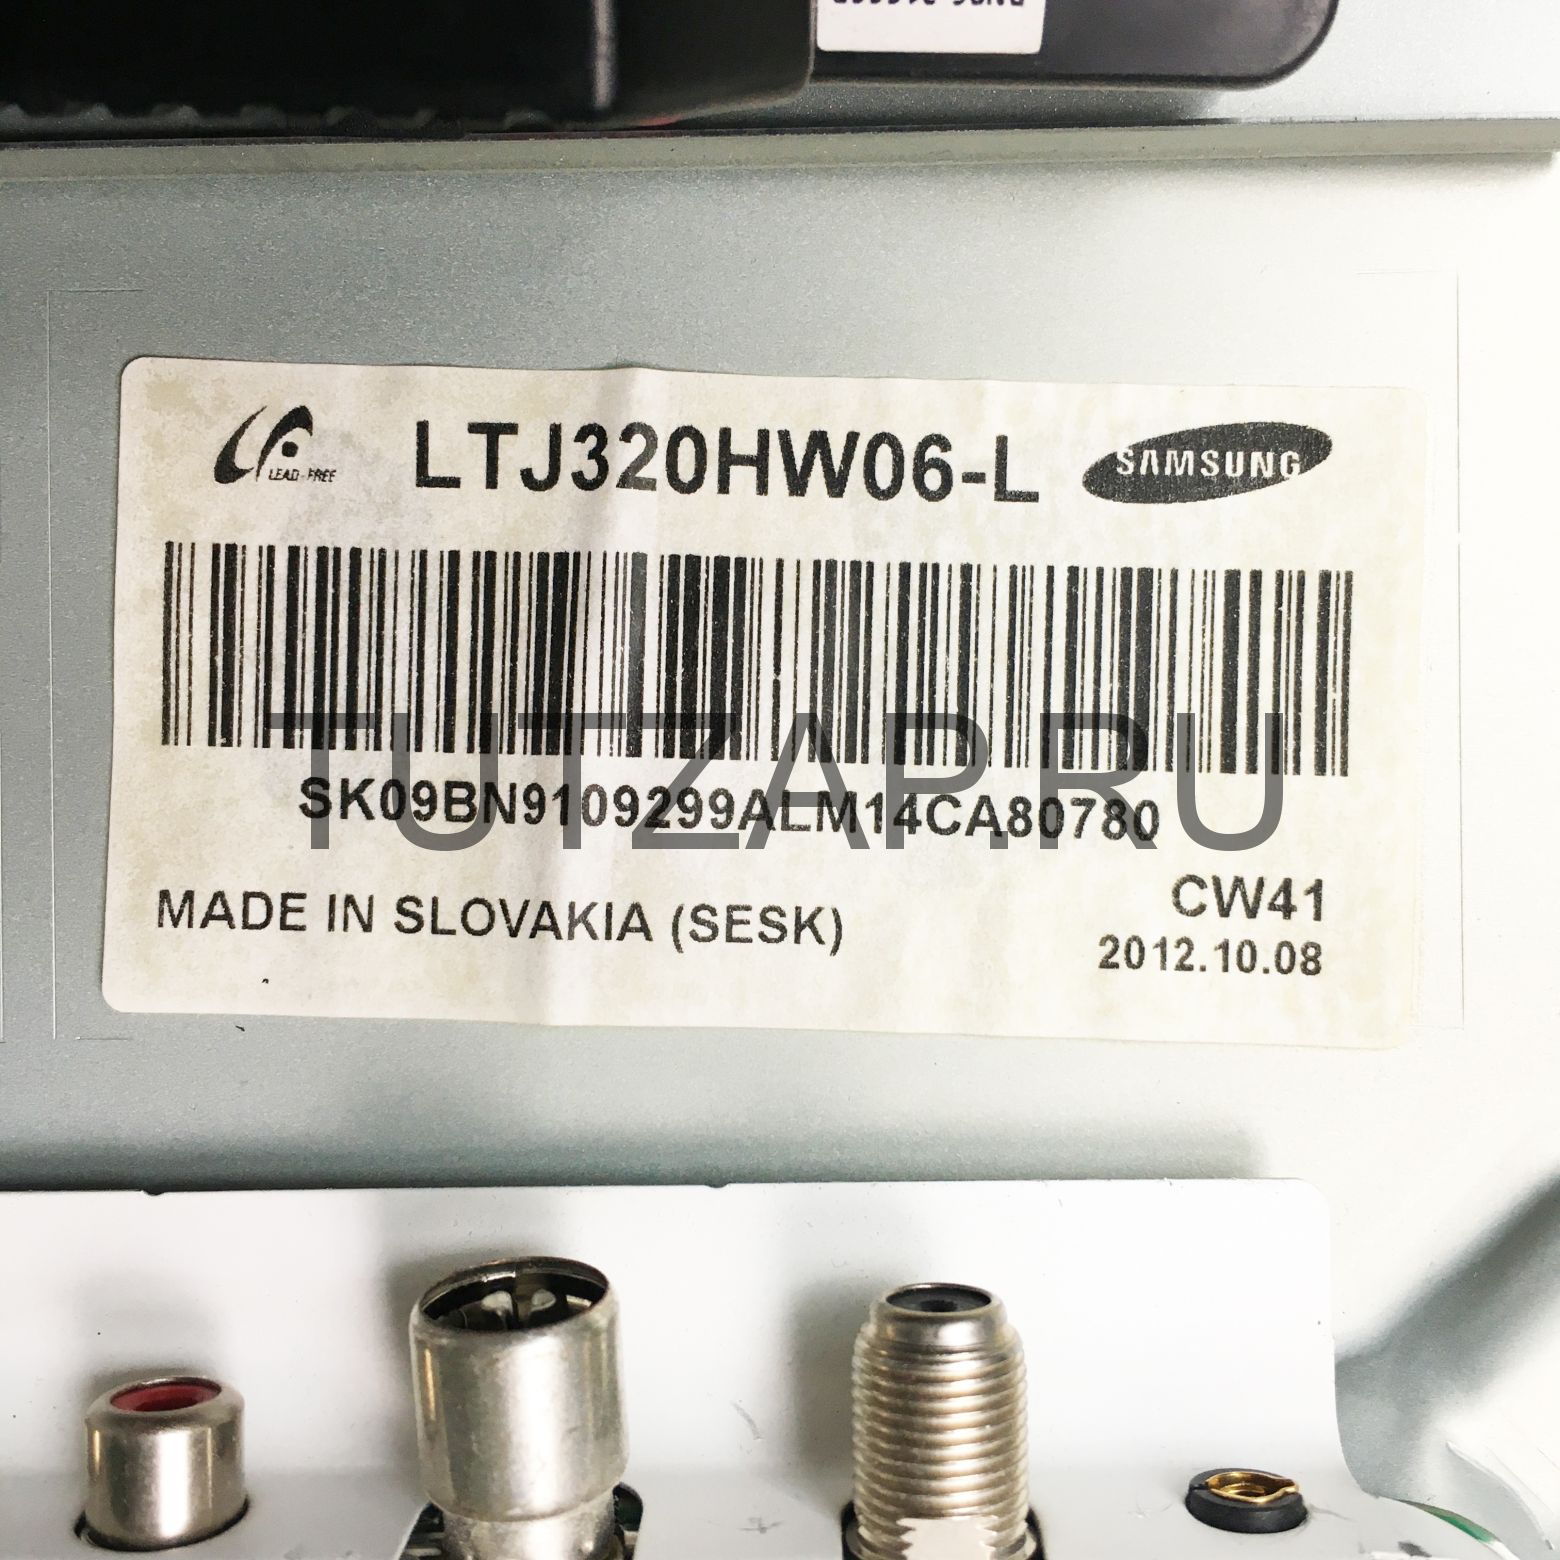 LEAD-FREE
LTJ320HW06-L
SAMSUNG
TUTZAP.RU
SK09BN9109299ALM14CA80780
MADE IN SLOVAKIA (SESK)
CW41
2012.10.08